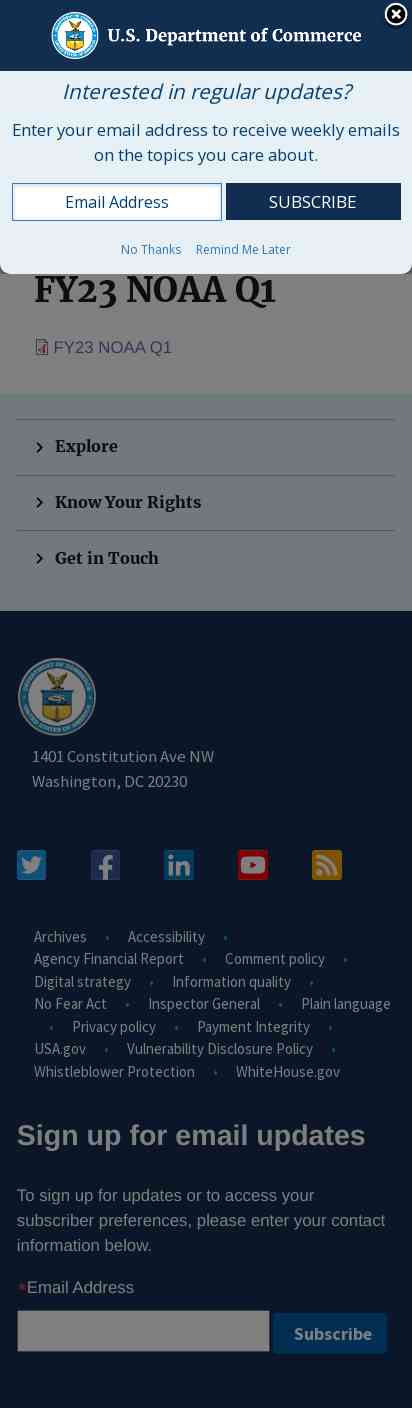 U.S. Department of Commerce
Interested in regular updates?
Enter your email address to receive weekly emails
on the topics you care about.
Email Address SUBSCRIBE
No Thanks Remind Me Later
FY23 NOAA Q1
FY23 NOAA Q1
Explore
Know Your Rights
Get in Touch
1401 Constitution Ave NW
Washington, DC 20230
Archives • Accessibility •
Agency Financial Report • Comment policy •
Digital strategy • Information quality •
No Fear Act • Inspector General • Plain language
• Privacy policy • Payment Integrity •
USA.gov • Vulnerability Disclosure Policy •
Whistleblower Protection • WhiteHouse.gov
Sign up for email updates
To sign up for updates or to access your
subscriber preferences, please enter your contact
information below.
*Email Address
Subscribe